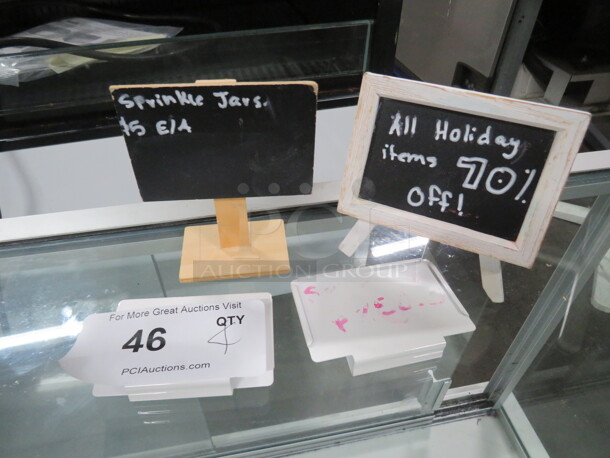 Sprinkle Jars.
$5 E/A
All Holiday
items 70%
Off!
AUCTION GROUP
For More Great Auctions Visit
46
QTY
4
PCIAuctions.com